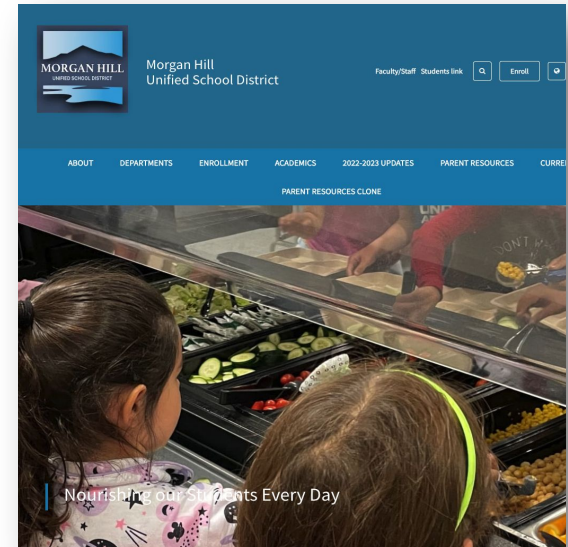 MORGAN HILL
UNIFIED SCHOOL DISTRICT
Morgan Hill
Unified School District
Faculty/Staff Students link Enroll
ABOUT DEPARTMENTS ENROLLMENT ACADEMICS 2022-2023 UPDATES PARENT RESOURCES
PARENT RESOURCES CLONE
DON'T
Nourishing our Students Every Day